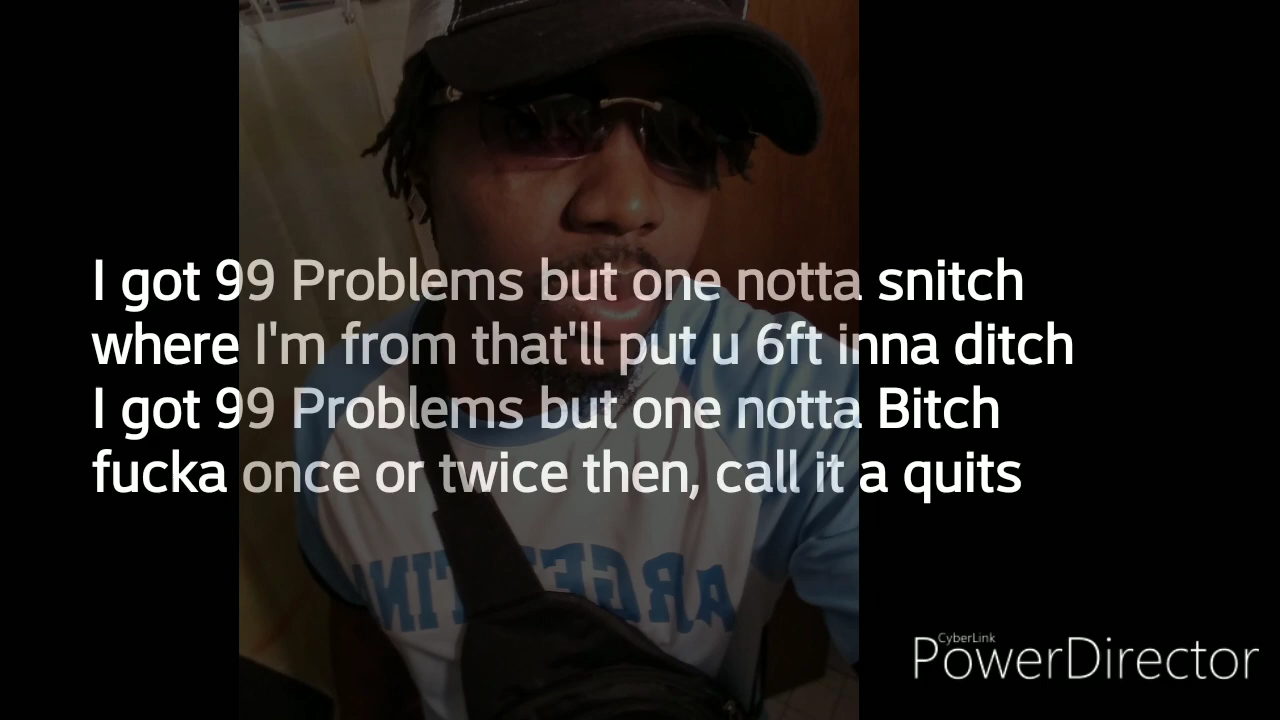 I got 99 Problems but one notta snitch
where I'm from that'll put u 6ft inna ditch
I got 99 Problems but one notta Bitch
fucka once or twice then, call it a quits
ARGENTIN
CyberLink
PowerDirector